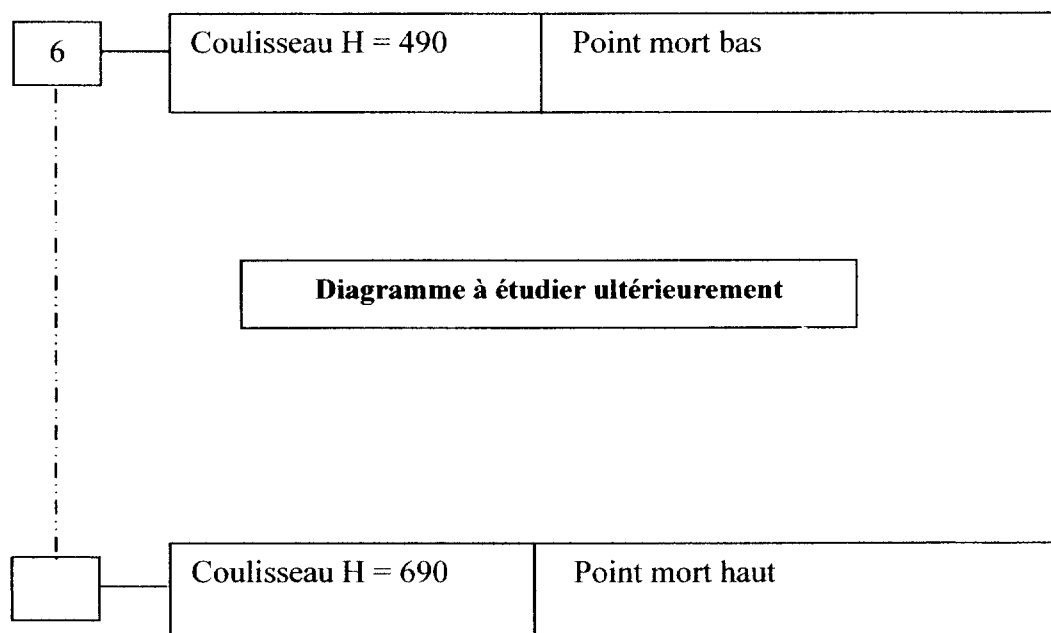 6
Coulisseau H = 490
Point mort bas
Diagramme à étudier ultérieurement
Coulisseau H = 690
Point mort haut